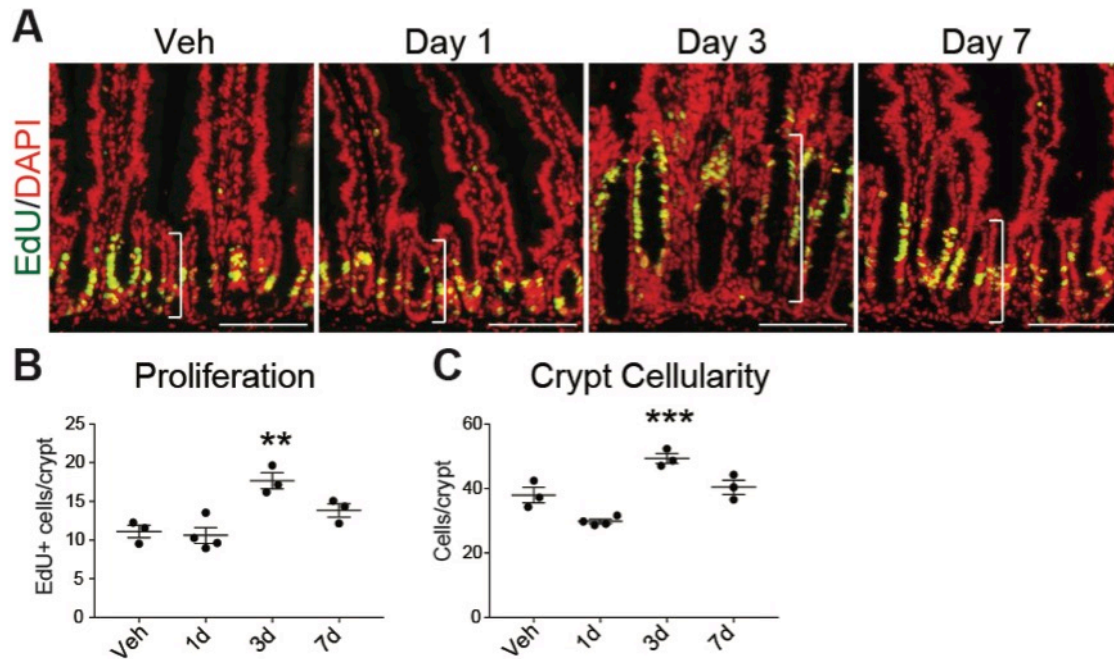 A
Veh Day 1 Day 3 Day 7
EdU/DAPI
B Proliferation
EdU+ cells/crypt
25
20
15
10
5
0
**
Veh 1d 3d 7d
C Crypt Cellularity
Cells/crypt
60
40
20
0
***
Veh 1d 3d 7d